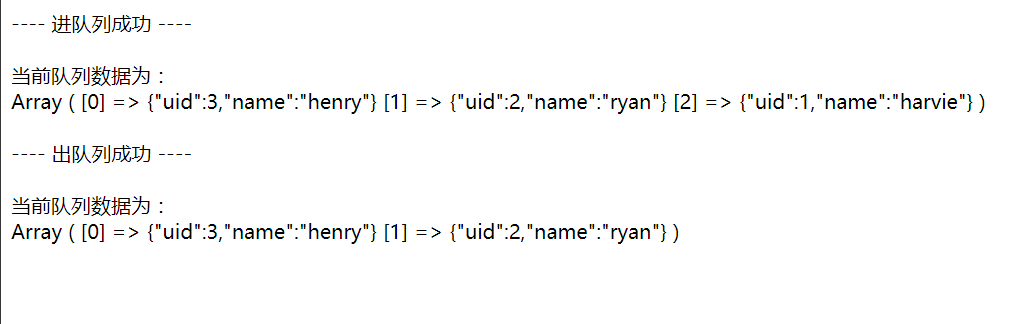 ---- 进队列成功 ----
当前队列数据为：
Array ( [0] => {"uid":3,"name":"henry"} [1] => {"uid":2,"name":"ryan"} [2] => {"uid":1,"name":"harvie"} )
---- 出队列成功 ----
当前队列数据为：
Array ( [0] => {"uid":3,"name":"henry"} [1] => {"uid":2,"name":"ryan"} )